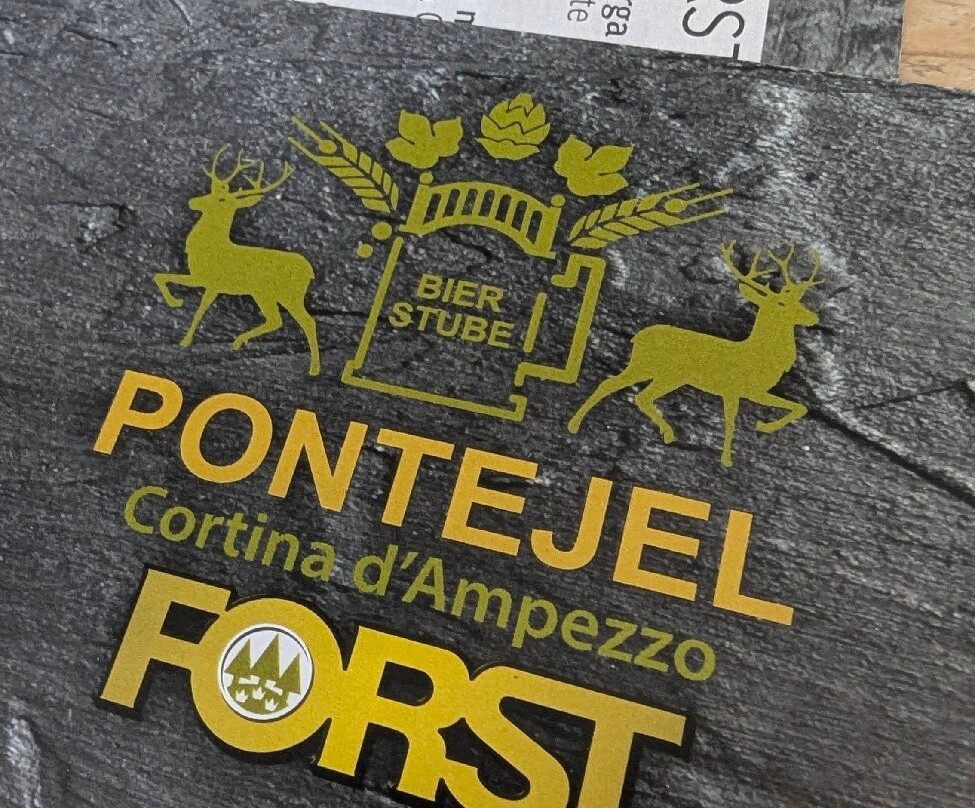 BIER
STUBE
PONTEJEL
Cortina d'Ampezzo
FORST